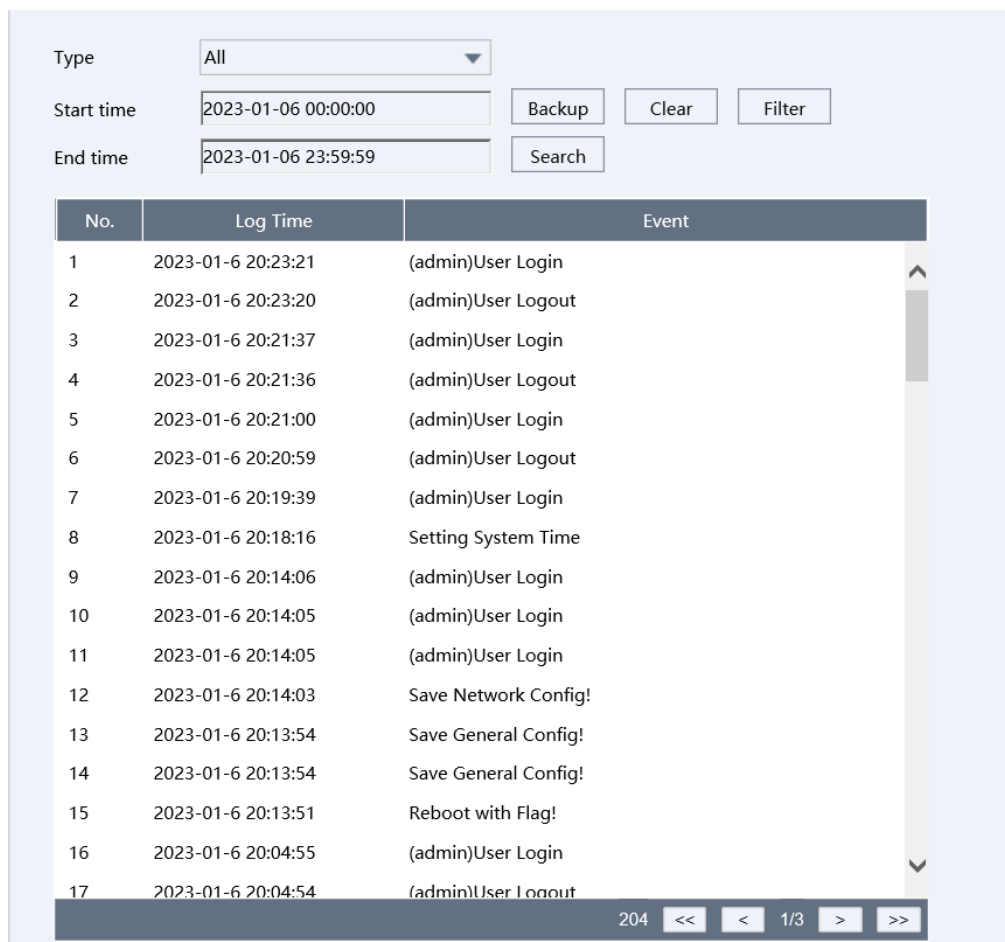 Type All
Start time 2023-01-06 00:00:00 Backup Clear Filter
End time 2023-01-06 23:59:59 Search
No. Log Time Event
1 2023-01-6 20:23:21 (admin)User Login
2 2023-01-6 20:23:20 (admin)User Logout
3 2023-01-6 20:21:37 (admin)User Login
4 2023-01-6 20:21:36 (admin)User Logout
5 2023-01-6 20:21:00 (admin)User Login
6 2023-01-6 20:20:59 (admin)User Logout
7 2023-01-6 20:19:39 (admin)User Login
8 2023-01-6 20:18:16 Setting System Time
9 2023-01-6 20:14:06 (admin)User Login
10 2023-01-6 20:14:05 (admin)User Login
11 2023-01-6 20:14:05 (admin)User Login
12 2023-01-6 20:14:03 Save Network Config!
13 2023-01-6 20:13:54 Save General Config!
14 2023-01-6 20:13:54 Save General Config!
15 2023-01-6 20:13:51 Reboot with Flag!
16 2023-01-6 20:04:55 (admin)User Login
17 2023-01-6 20:04:54 (admin)User Logout
204 << < 1/3 > >>